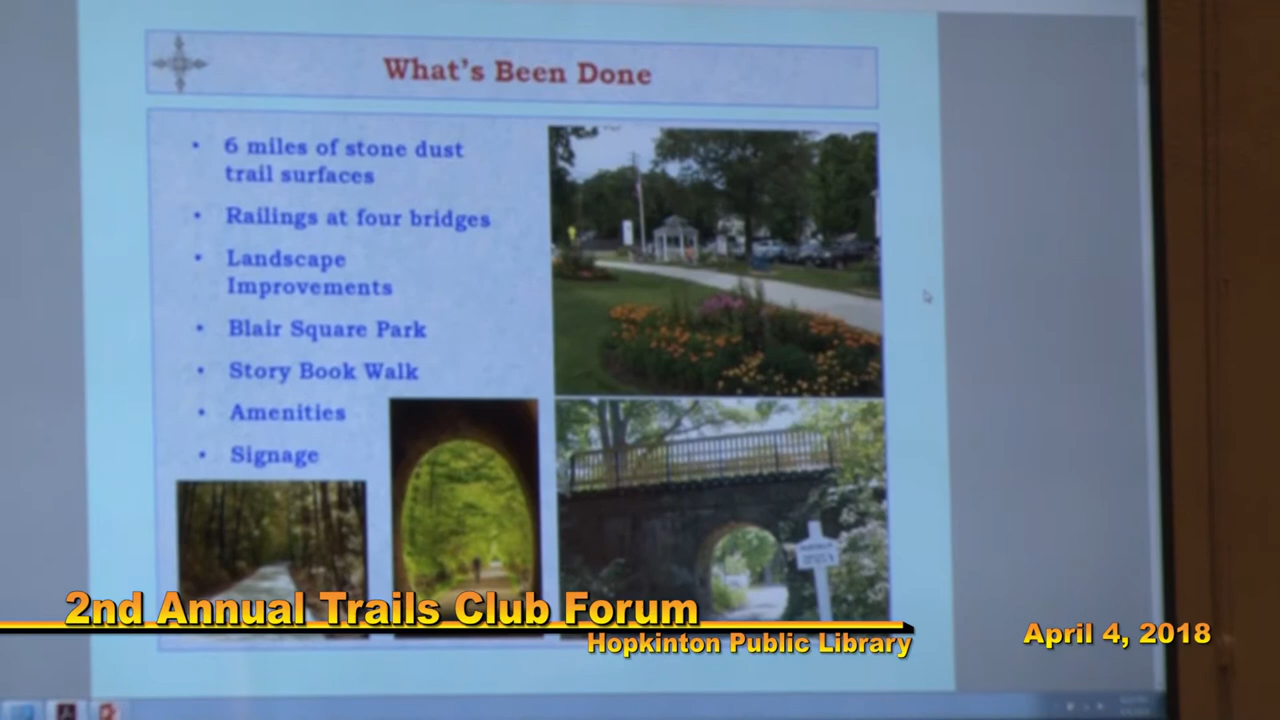 What's Been Done
• 6 miles of stone dust
trail surfaces
• Railings at four bridges
• Landscape
Improvements
• Blair Square Park
• Story Book Walk
• Amenities
• Signage
2nd Annual Trails Club Forum
Hopkinton Public Library
April 4, 2018